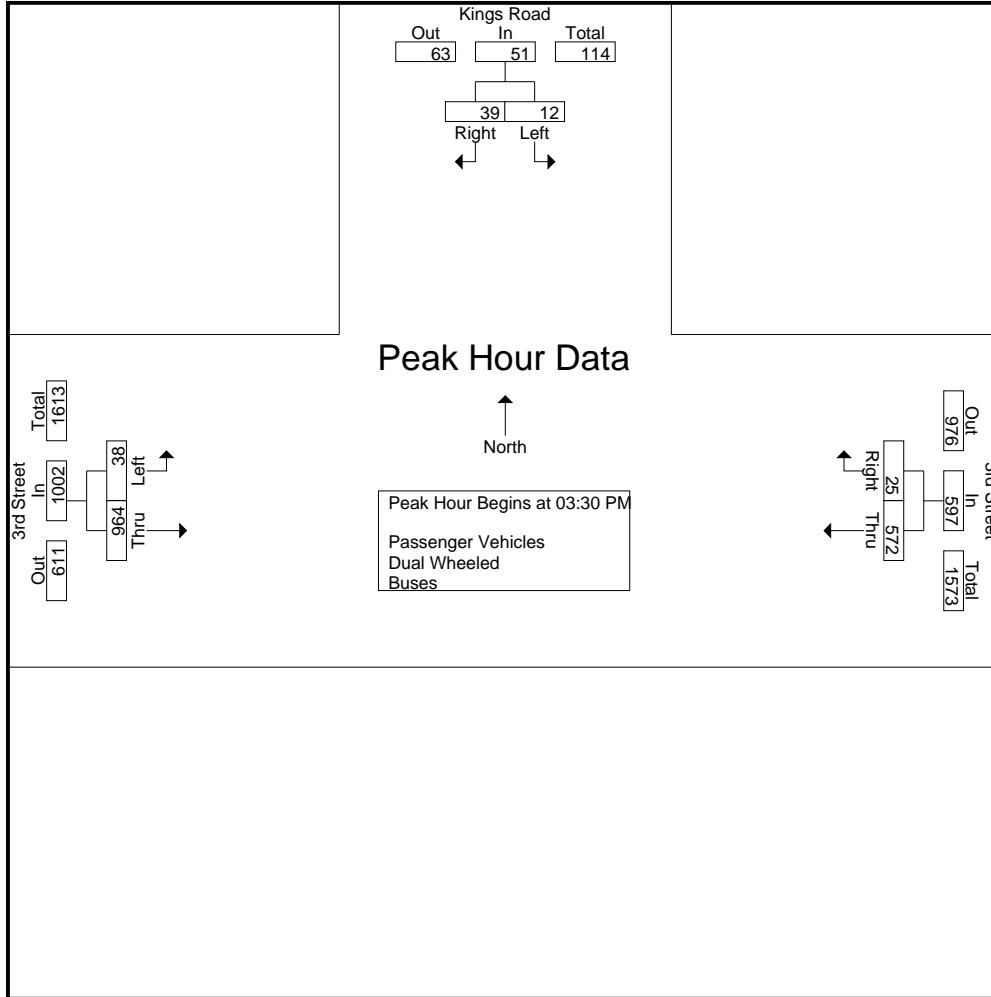 Kings Road
Out In Total
63 51 114
39 12
Right Left
Peak Hour Data
North
Peak Hour Begins at 03:30 PM
Passenger Vehicles
Dual Wheeled
Buses
3rd Street
Total In Out
1613 1002 611
38 964
Left Thru
3rd Street
Out In Total
976 597 1573
25 572
Right Thru